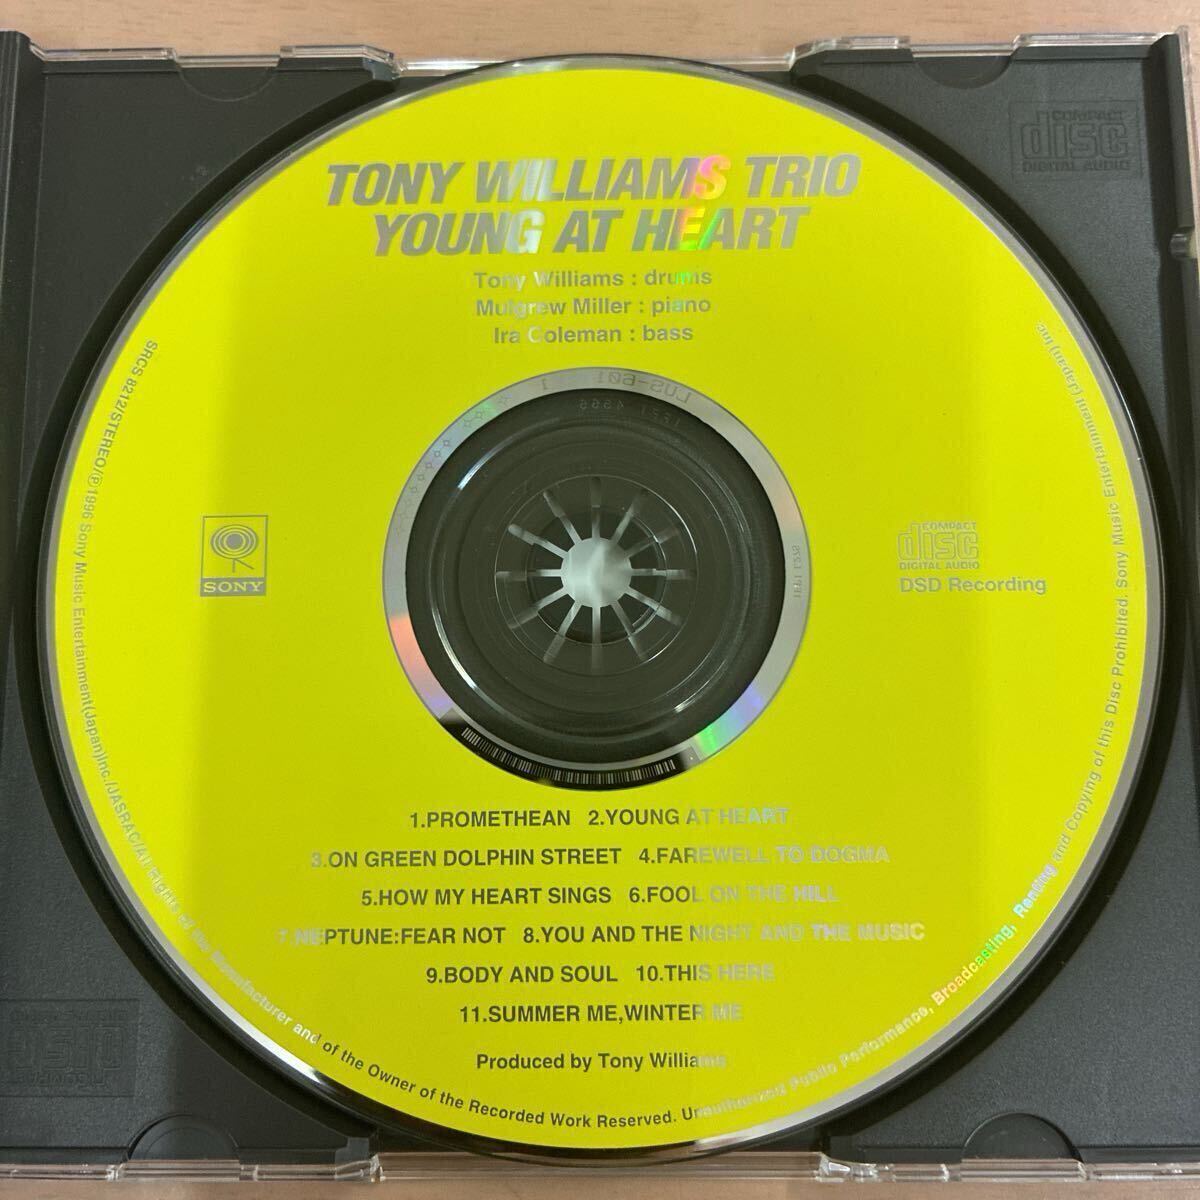 TONY WILLIAMS TRIO
YOUNG AT HEART
Tony Williams : drums
Mulgrew Miller : piano
Ira Coleman : bass
SONY
COMPACT
disc
DIGITAL AUDIO
DSD Recording
1.PROMETHEAN 2.YOUNG AT HEART
3.ON GREEN DOLPHIN STREET 4.FAREWELL TO DOGMA
5.HOW MY HEART SINGS 6.FOOL ON THE HILL
7.NEPTUNE:FEAR NOT 8.YOU AND THE NIGHT AND THE MUSIC
9.BODY AND SOUL 10.THIS HERE
11.SUMMER ME,WINTER ME
Produced by Tony Williams
SRCS 8212/STEREO/℗ 1996 Sony Music Entertainment(Japan)Inc./JASRAC/All Rights of the Manufacturer and of the Owner of the Recorded Work Reserved. Unauthorized Public Performance, Broadcasting, Renting and Copying of this Disc Prohibited. Sony Music Entertainment (Japan) Inc.
COMPACT
disc
DIGITAL AUDIO
LUS-601 1